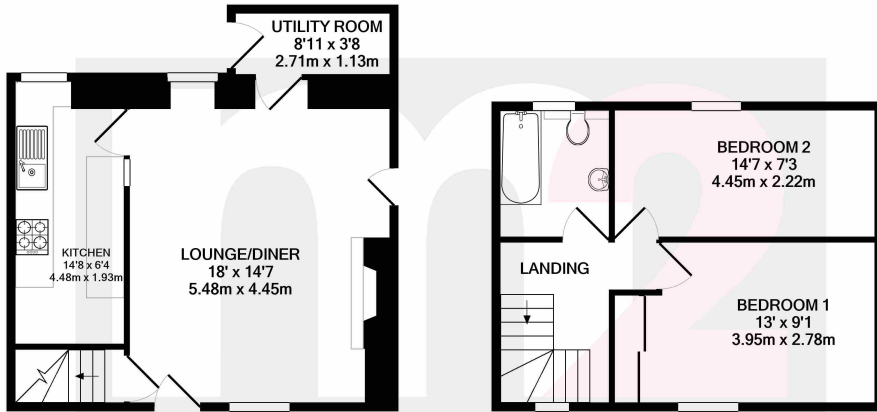 UTILITY ROOM
8'11 x 3'8
2.71m x 1.13m
KITCHEN
14'8 x 6'4
4.48m x 1.93m
LOUNGE/DINER
18' x 14'7
5.48m x 4.45m
BEDROOM 2
14'7 x 7'3
4.45m x 2.22m
LANDING
BEDROOM 1
13' x 9'1
3.95m x 2.78m
m2